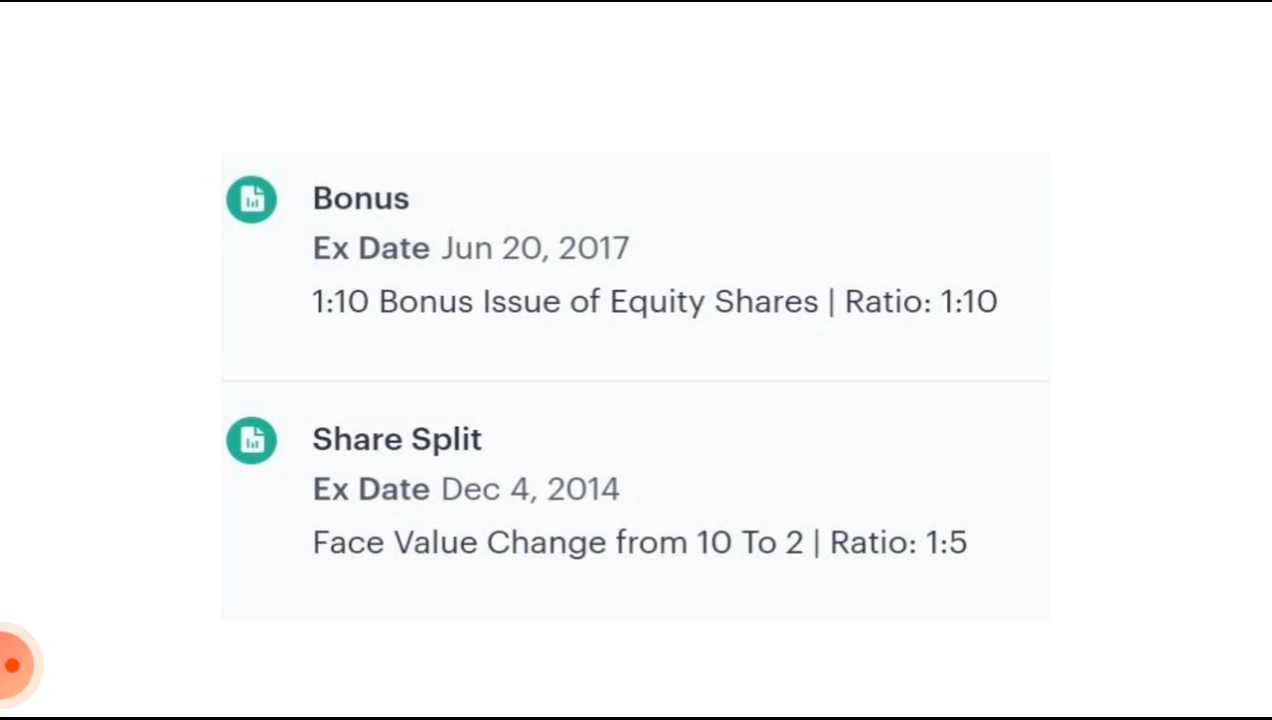 Bonus
Ex Date Jun 20, 2017
1:10 Bonus Issue of Equity Shares | Ratio: 1:10
Share Split
Ex Date Dec 4, 2014
Face Value Change from 10 To 2 | Ratio: 1:5